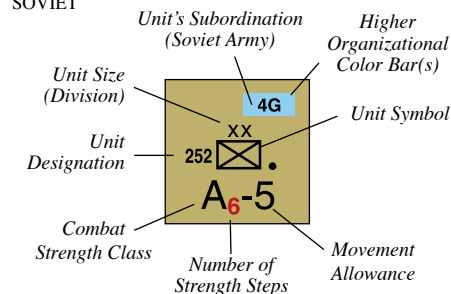 SOVIET
Unit's Subordination
(Soviet Army)
Higher
Organizational
Color Bar(s)
Unit Size
(Division)
4G
Unit Symbol
xx
Unit
Designation
252
A6-5
Combat
Strength Class
Number of
Strength Steps
Movement
Allowance